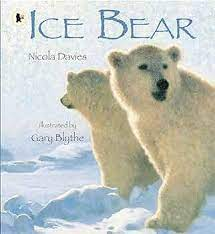 ICE BEAR
Nicola Davies
illustrated by
Gary Blythe